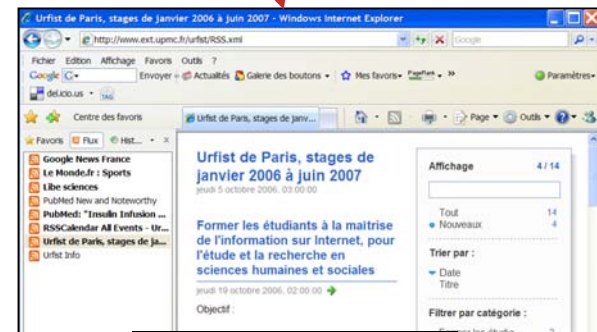 Urfist de Paris, stages de janvier 2006 à juin 2007 - Windows Internet Explorer
http://www.ext.upmc.fr/urfist/RSS.xml
Google
Fichier Edition Affichage Favoris Outils ?
Google G Envoyer Actualités Galerie des boutons Mes favoris PageRank » Paramètres
del.icio.us TAG
Centre des favoris Urfist de Paris, stages de janv... Page Outils
Favoris Flux Hist... x
Google News France
Le Monde.fr : Sports
Libe sciences
PubMed New and Noteworthy
PubMed: "Insulin Infusion ...
RSSCalendar All Events - Ur...
Urfist de Paris, stages de ja...
Urfist Info
Urfist de Paris, stages de
janvier 2006 à juin 2007
jeudi 5 octobre 2006, 03:00:00
Former les étudiants à la maitrise
de l'information sur Internet, pour
l'étude et la recherche en
sciences humaines et sociales
jeudi 19 octobre 2006, 02:00:00
Objectif :
Affichage 4 / 14
Tout 14
Nouveaux 4
Trier par :
Date
Titre
Filtrer par catégorie :